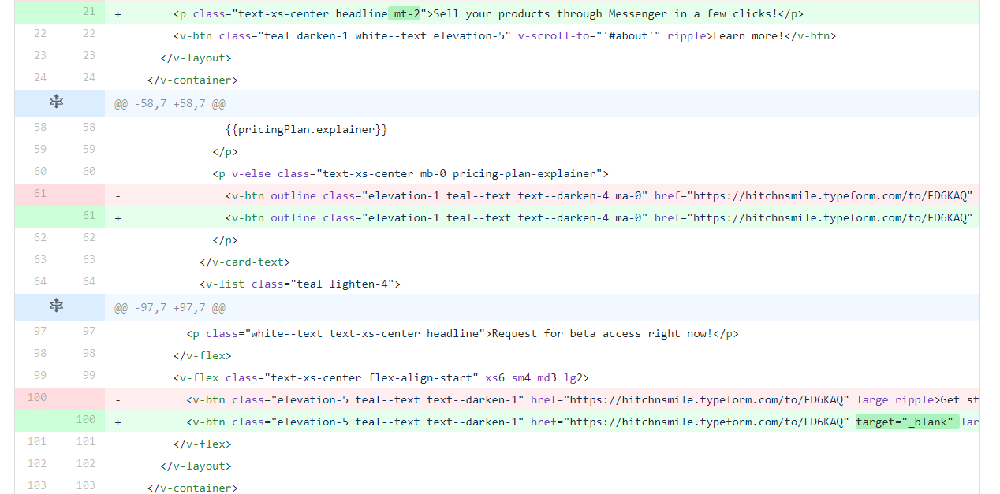 21 + <p class="text-xs-center headline mt-2">Sell your products through Messenger in a few clicks!</p>
22 22 <v-btn class="teal darken-1 white--text elevation-5" v-scroll-to="'#about'" ripple>Learn more!</v-btn>
23 23 </v-layout>
24 24 </v-container>
@@ -58,7 +58,7 @@
58 58 {{pricingPlan.explainer}}
59 59 </p>
60 60 <p v-else class="text-xs-center mb-0 pricing-plan-explainer">
61 - <v-btn outline class="elevation-1 teal--text text--darken-4 ma-0" href="https://hitchnsmile.typeform.com/to/FD6KAQ"
61 + <v-btn outline class="elevation-1 teal--text text--darken-4 ma-0" href="https://hitchnsmile.typeform.com/to/FD6KAQ"
62 62 </p>
63 63 </v-card-text>
64 64 <v-list class="teal lighten-4">
@@ -97,7 +97,7 @@
97 97 <p class="white--text text-xs-center headline">Request for beta access right now!</p>
98 98 </v-flex>
99 99 <v-flex class="text-xs-center flex-align-start" xs6 sm4 md3 lg2>
100 - <v-btn class="elevation-5 teal--text text--darken-1" href="https://hitchnsmile.typeform.com/to/FD6KAQ" large ripple>Get st
100 + <v-btn class="elevation-5 teal--text text--darken-1" href="https://hitchnsmile.typeform.com/to/FD6KAQ" target="_blank" lar
101 101 </v-flex>
102 102 </v-layout>
103 103 </v-container>